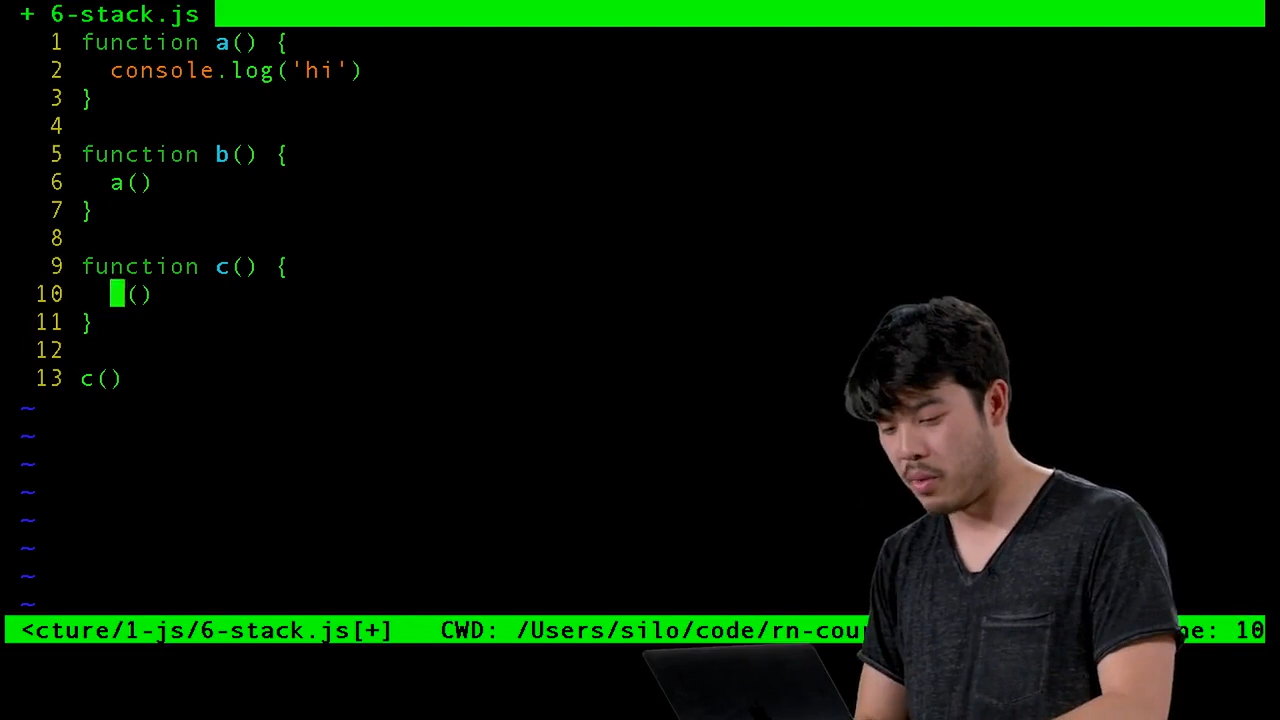 + 6-stack.js
1 function a() {
2 console.log('hi')
3 }
4
5 function b() {
6 a()
7 }
8
9 function c() {
10 ()
11 }
12
13 c()
~
~
~
~
~
~
~
~
<cture/1-js/6-stack.js[+] CWD: /Users/silo/code/rn-cou ne: 10